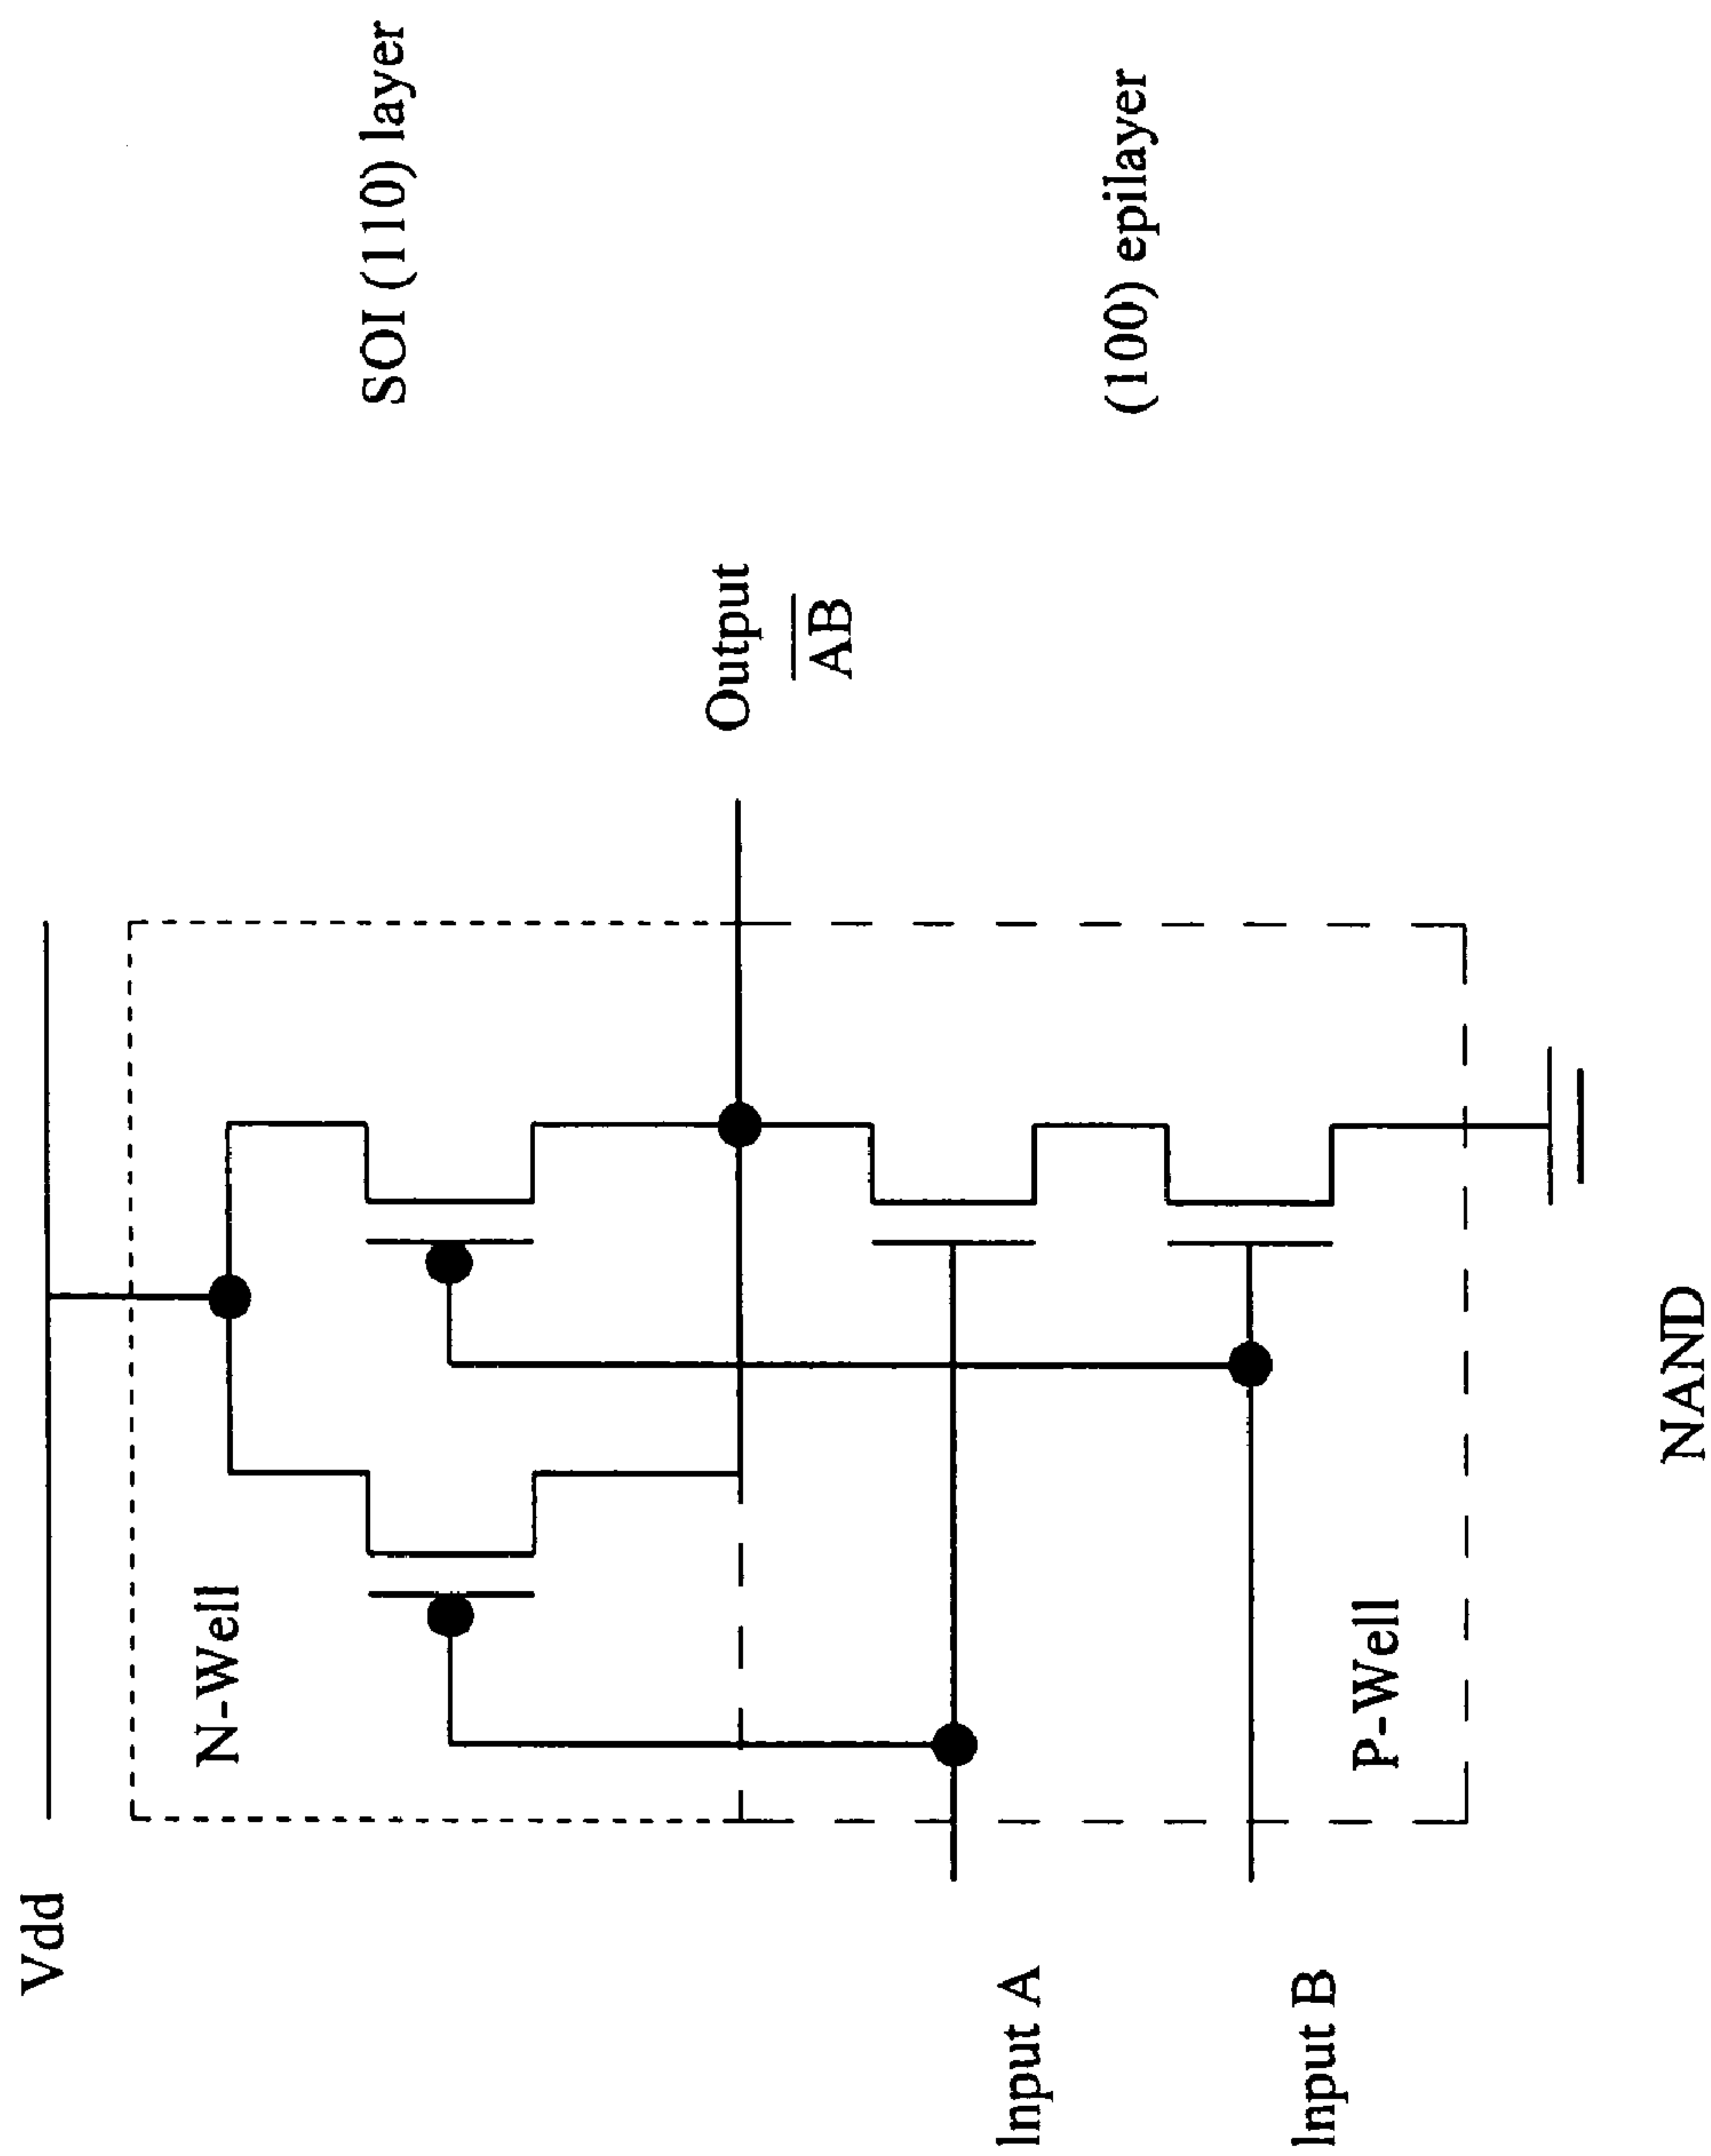 Vdd
N-Well
SOI (110) layer
Output
AB
Input A
(100) epilayer
Input B
P-Well
NAND